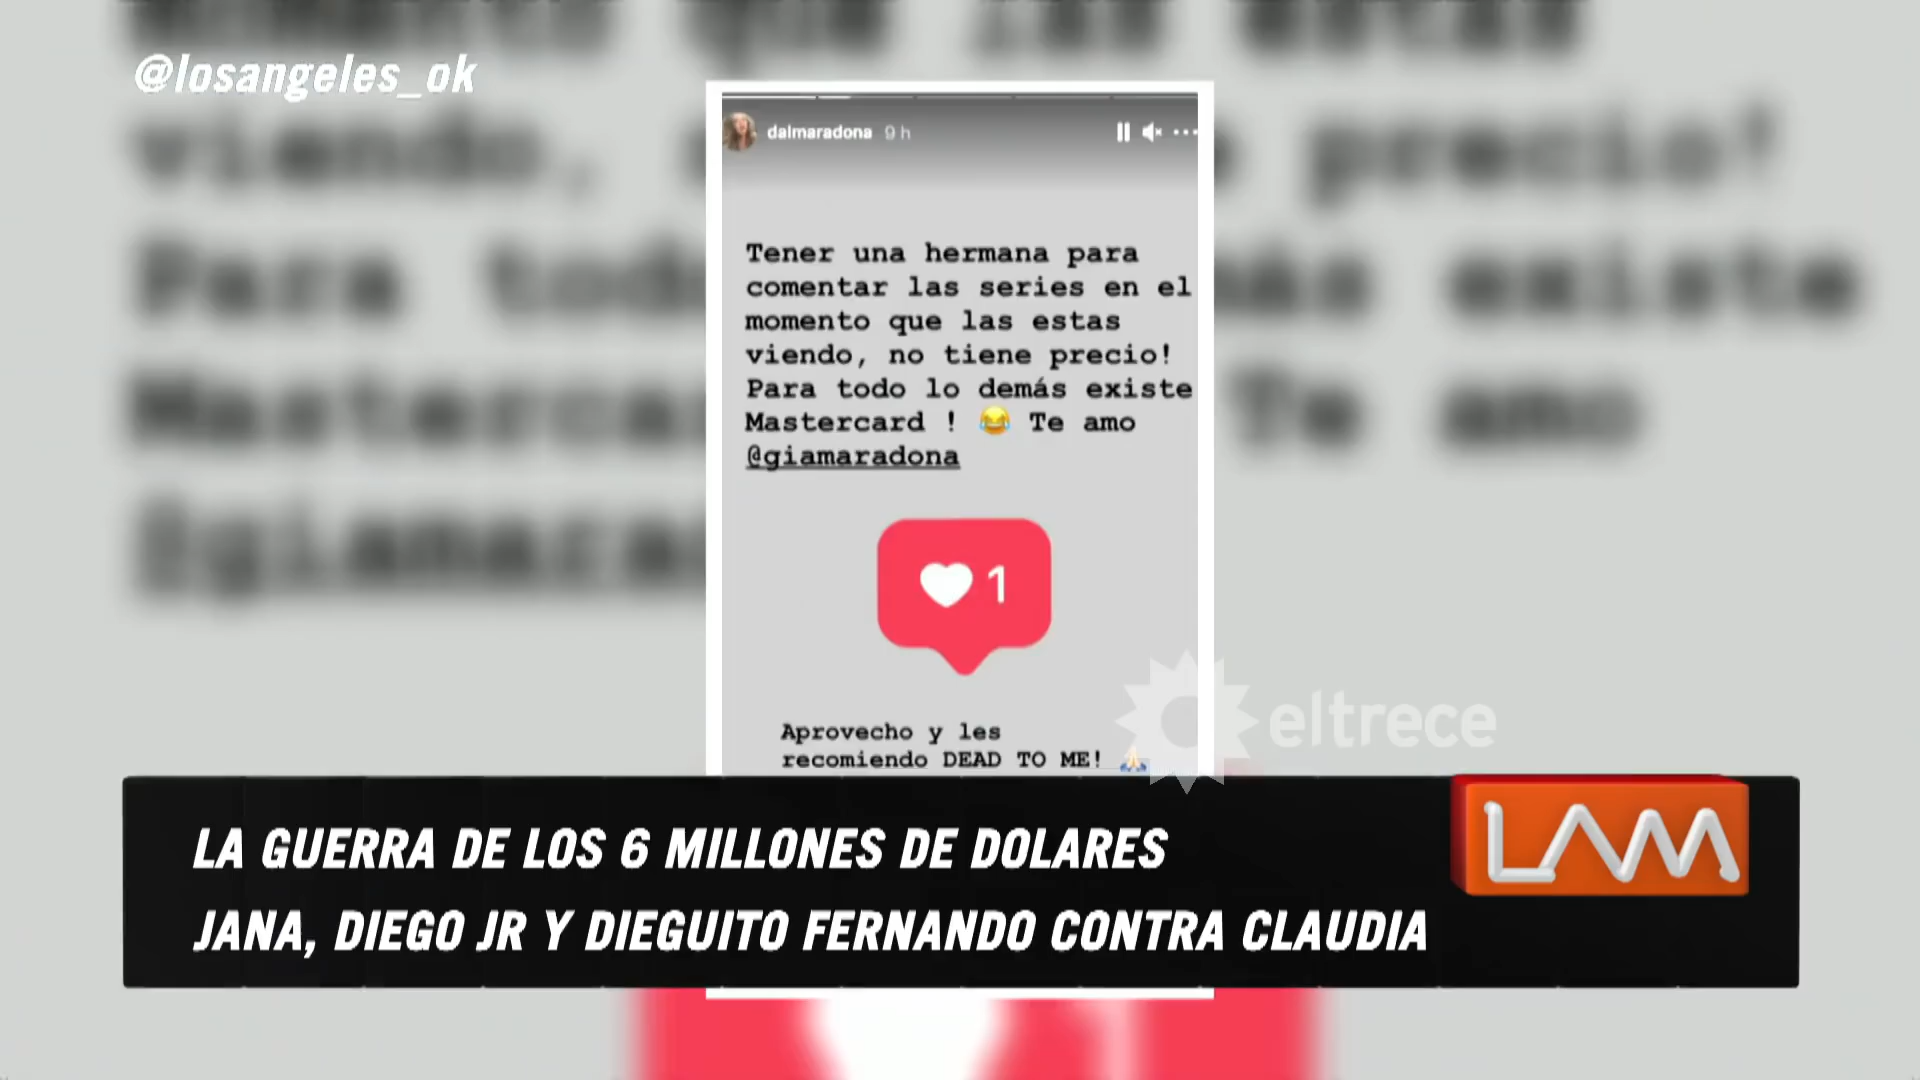 @losangeles_ok
dalmaradona 9 h
Tener una hermana para
comentar las series en el
momento que las estas
viendo, no tiene precio!
Para todo lo demás existe
Mastercard ! 😂 Te amo
@giamaradona
1
Aprovecho y les
recomiendo DEAD TO ME! 🙏🏻
eltrece
LAM
LA GUERRA DE LOS 6 MILLONES DE DOLARES
JANA, DIEGO JR Y DIEGUITO FERNANDO CONTRA CLAUDIA